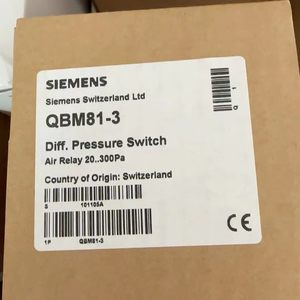 SIEMENS
Siemens Switzerland Ltd
QBM81-3
Diff. Pressure Switch
Air Relay 20..300Pa
Country of Origin: Switzerland
S 101105A
1P QBM81-3
Q 1
CE